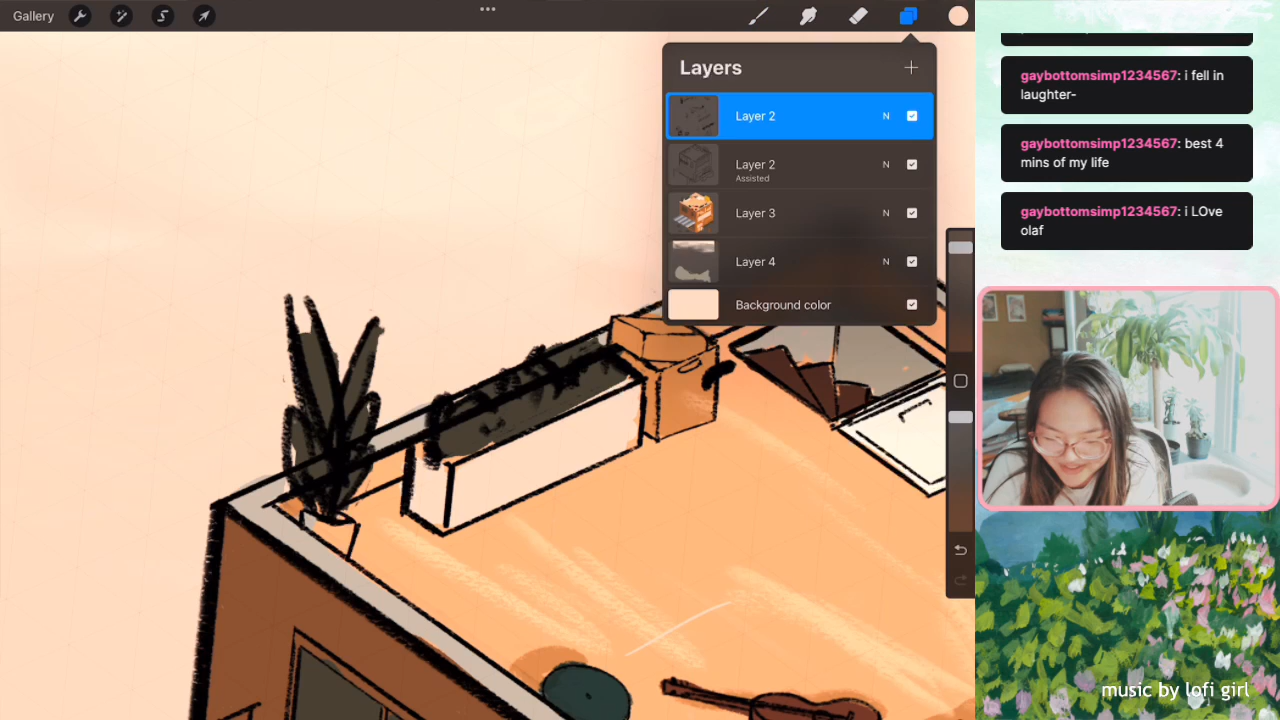 Gallery
Layers
Layer 2
N
Layer 2
N
Assisted
Layer 3
N
Layer 4
N
Background color
gaybottomsimp1234567: i fell in
laughter-
gaybottomsimp1234567: best 4
mins of my life
gaybottomsimp1234567: i LOve
olaf
music by lofi girl